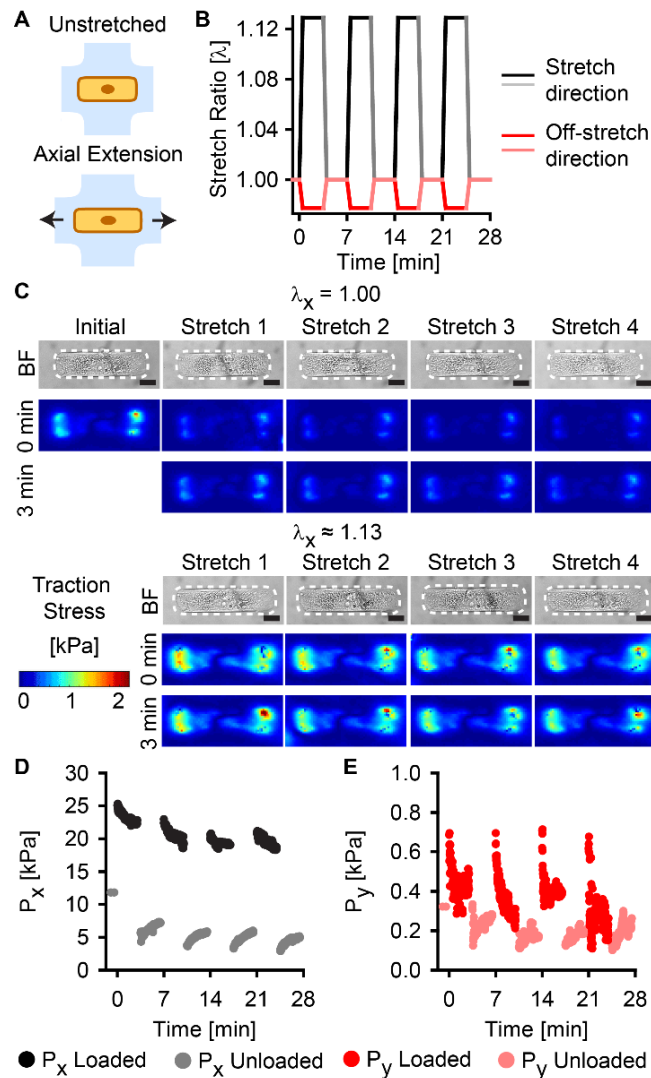 A
Unstretched
Axial Extension
B
Stretch Ratio [λ]
1.12
1.08
1.04
1.00
0 7 14 21 28
Time [min]
Stretch
direction
Off-stretch
direction
C
λx = 1.00
Initial Stretch 1 Stretch 2 Stretch 3 Stretch 4
BF
0 min
3 min
λx ≈ 1.13
Stretch 1 Stretch 2 Stretch 3 Stretch 4
Traction
Stress
[kPa]
0 1 2
BF
0 min
3 min
D
Px [kPa]
30
25
20
15
10
5
0
0 7 14 21 28
Time [min]
E
Py [kPa]
1.0
0.8
0.6
0.4
0.2
0.0
0 7 14 21 28
Time [min]
Px Loaded Px Unloaded Py Loaded Py Unloaded